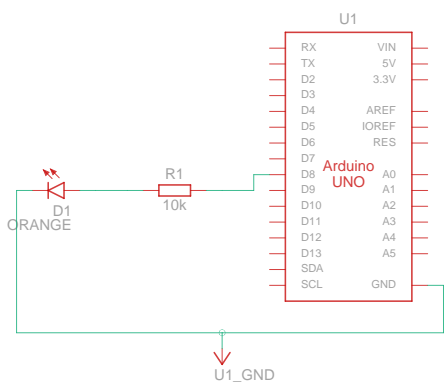 U1
RX VIN
TX 5V
D2 3.3V
D3
D4 AREF
D5 IOREF
D6 RES
D7
Arduino
UNO
D8 A0
D9 A1
D10 A2
D11 A3
D12 A4
D13 A5
SDA
SCL GND
R1
10k
D1
ORANGE
U1_GND